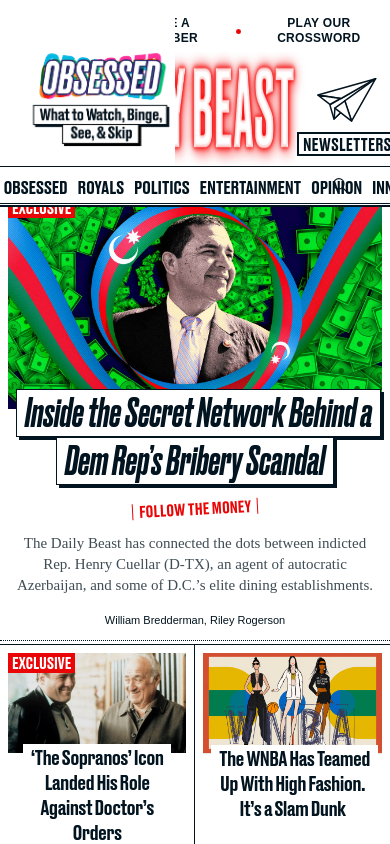 PLAY OUR
CROSSWORD
OBSESSED
What to Watch, Binge,
See, & Skip
BEAST
NEWSLETTERS
OBSESSED ROYALS POLITICS ENTERTAINMENT OPINION
EXCLUSIVE
Inside the Secret Network Behind a
Dem Rep's Bribery Scandal
FOLLOW THE MONEY
The Daily Beast has connected the dots between indicted
Rep. Henry Cuellar (D-TX), an agent of autocratic
Azerbaijan, and some of D.C.’s elite dining establishments.
William Bredderman, Riley Rogerson
EXCLUSIVE
WNBA
‘The Sopranos’ Icon
Landed His Role
Against Doctor’s
Orders
The WNBA Has Teamed
Up With High Fashion.
It’s a Slam Dunk